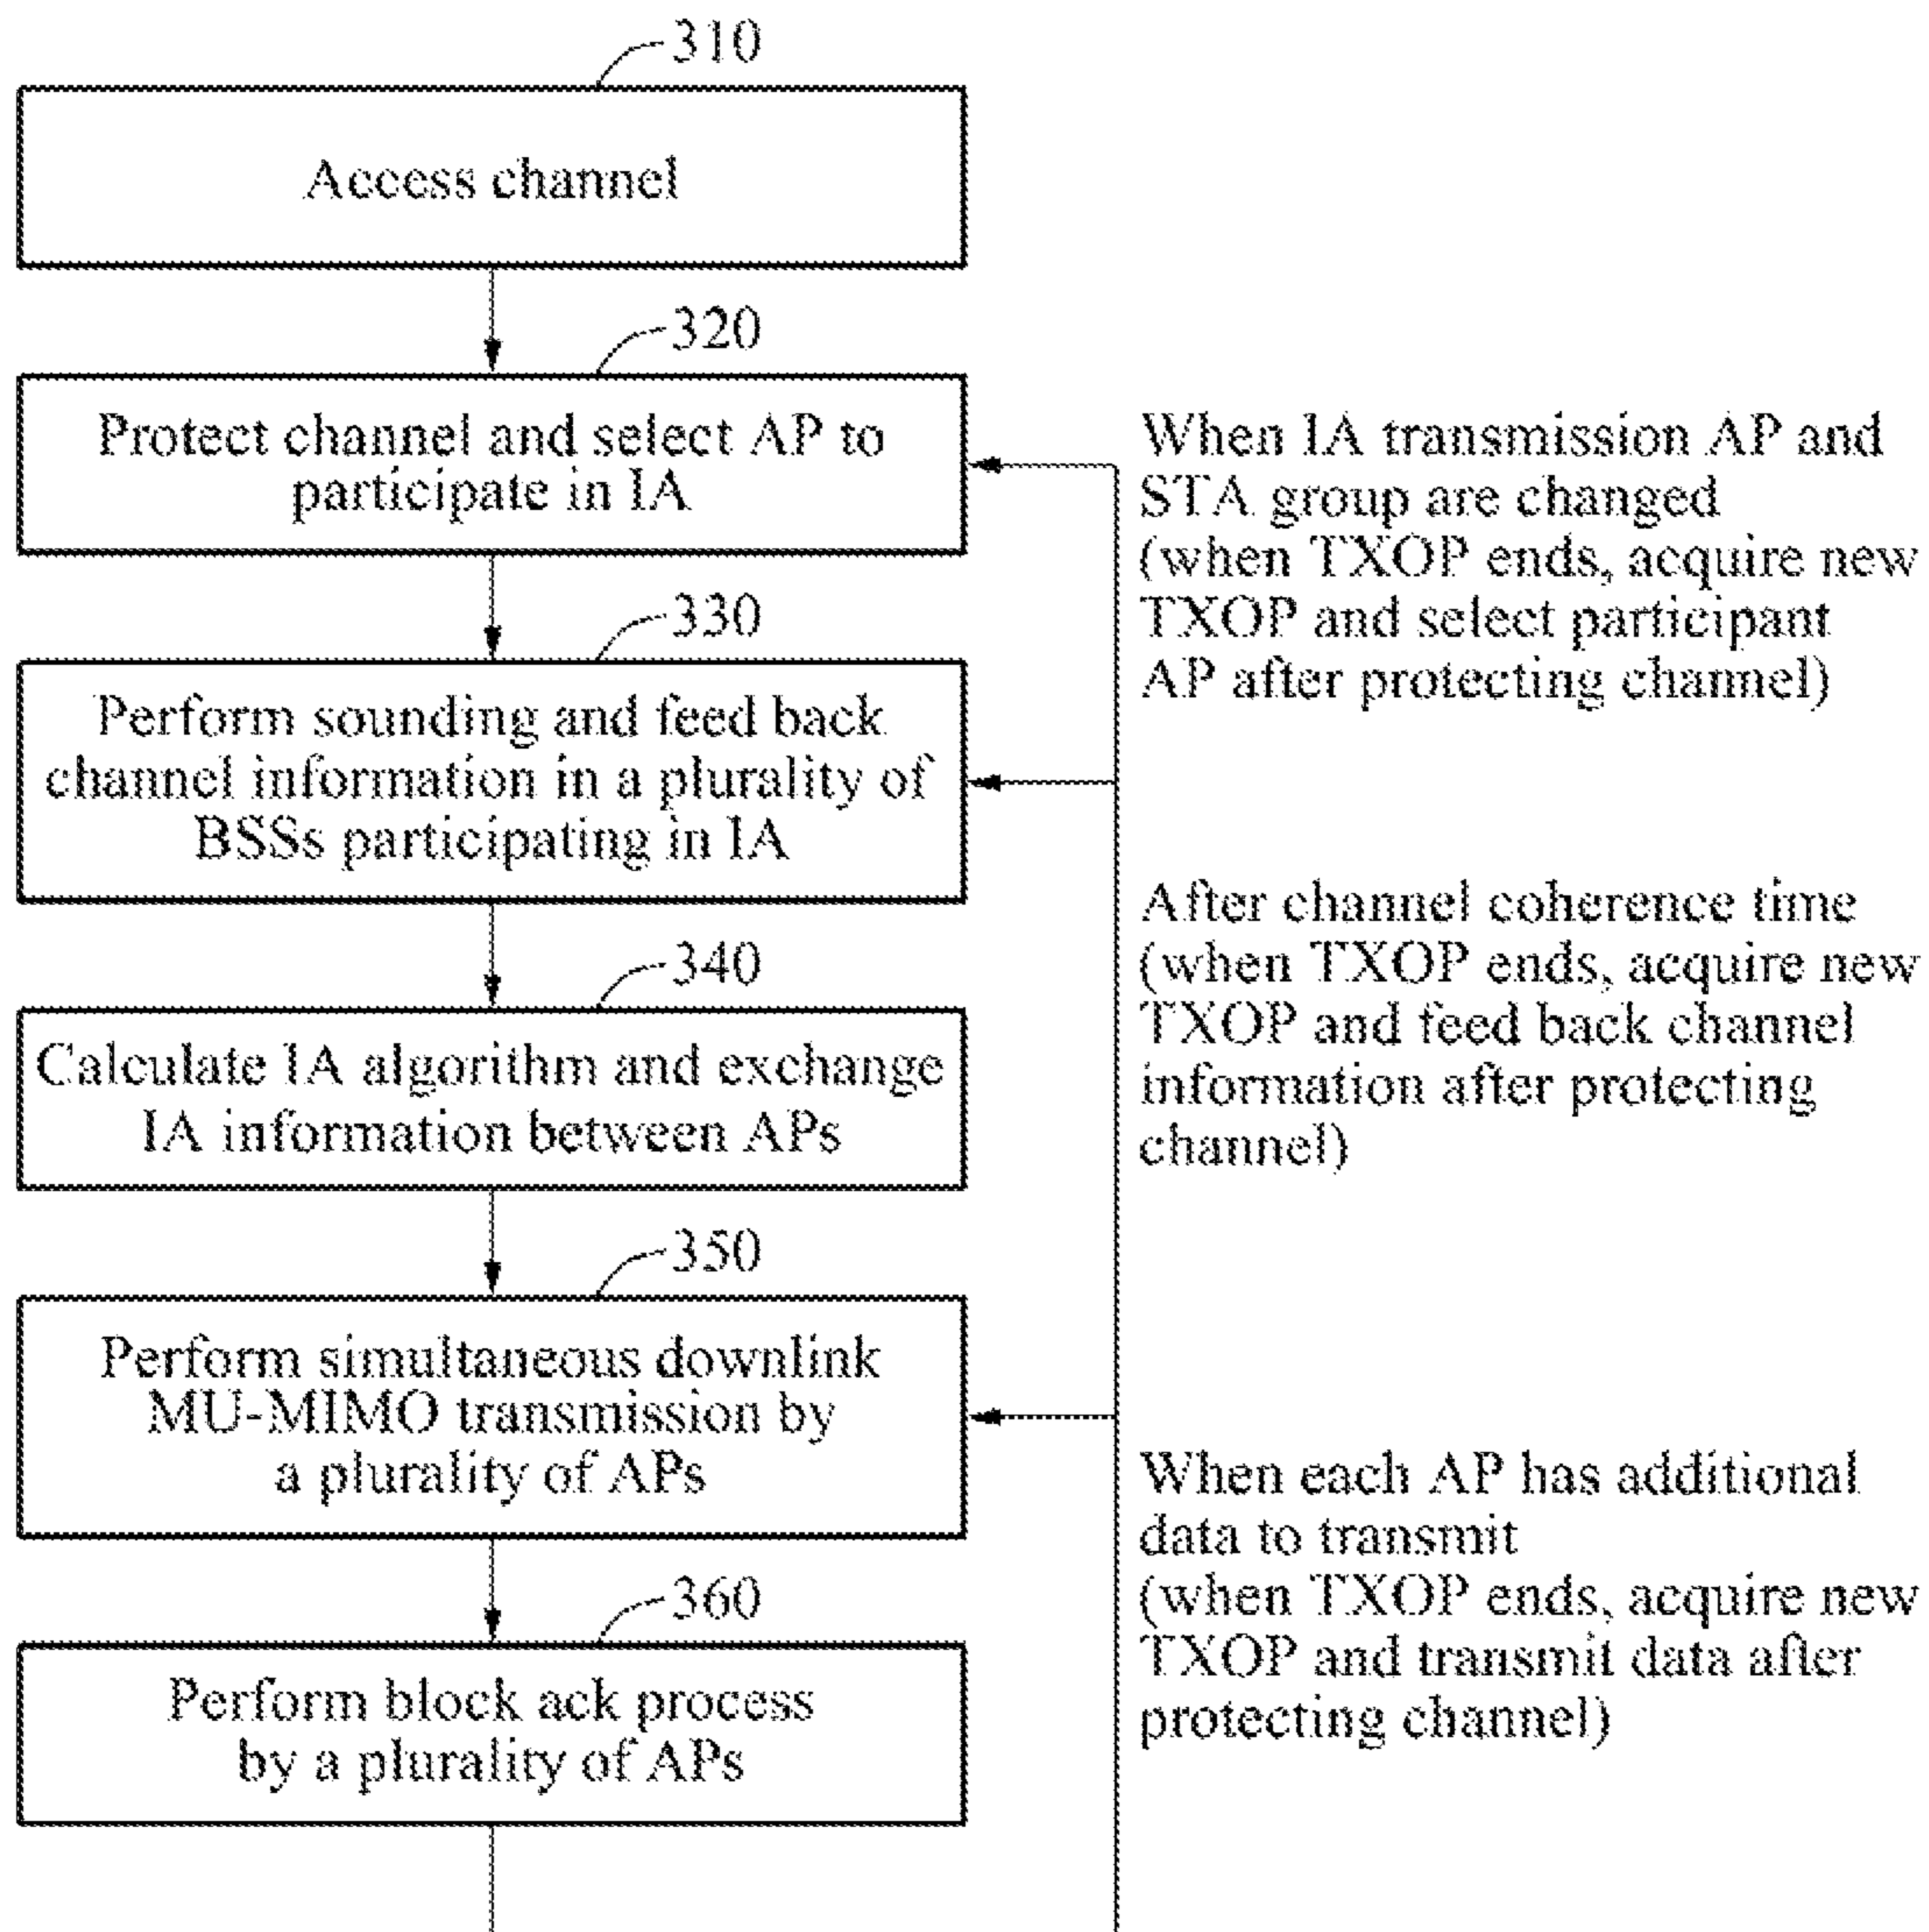 310
Access channel
320
Protect channel and select AP to
participate in IA
330
Perform sounding and feed back
channel information in a plurality of
BSSs participating in IA
340
Calculate IA algorithm and exchange
IA information between APs
350
Perform simultaneous downlink
MU-MIMO transmission by
a plurality of APs
360
Perform block ack process
by a plurality of APs
When IA transmission AP and
STA group are changed
(when TXOP ends, acquire new
TXOP and select participant
AP after protecting channel)
After channel coherence time
(when TXOP ends, acquire new
TXOP and feed back channel
information after protecting
channel)
When each AP has additional
data to transmit
(when TXOP ends, acquire new
TXOP and transmit data after
protecting channel)